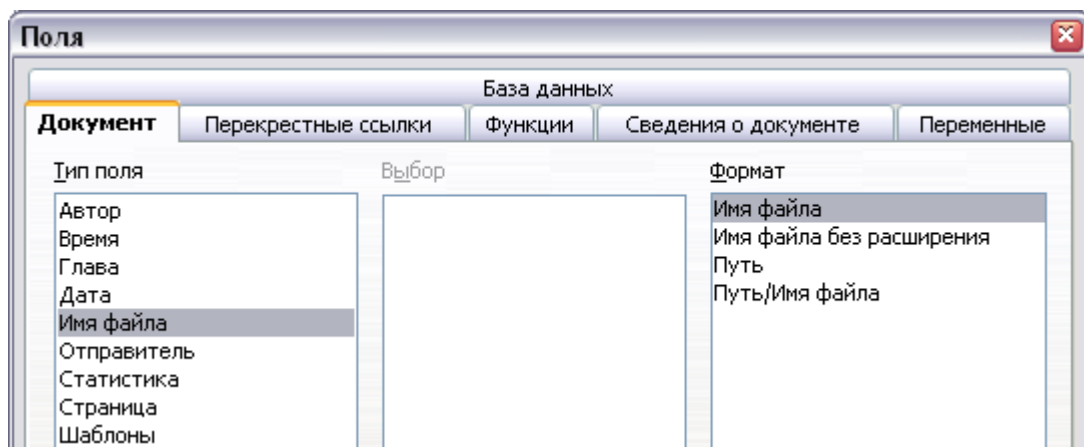 Поля
База данных
Документ Перекрестные ссылки Функции Сведения о документе Переменные
Тип поля Выбор Формат
Автор Имя файла
Время Имя файла без расширения
Глава Путь
Дата Путь/Имя файла
Имя файла
Отправитель
Статистика
Страница
Шаблоны